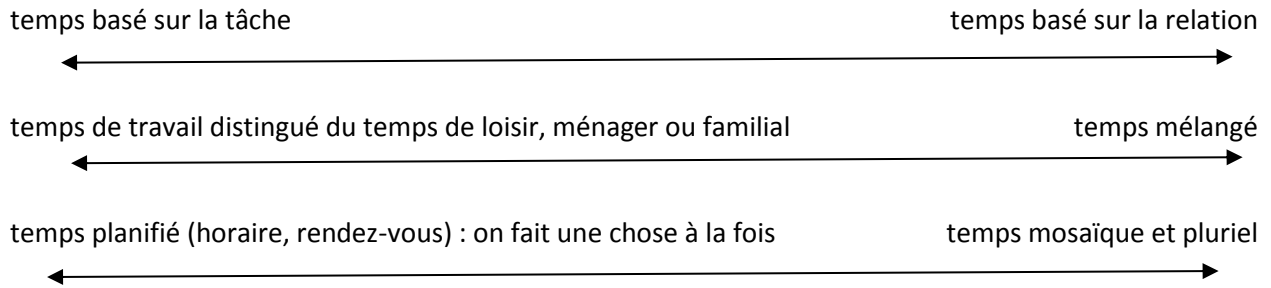 temps basé sur la tâche temps basé sur la relation
temps de travail distingué du temps de loisir, ménager ou familial temps mélangé
temps planifié (horaire, rendez-vous) : on fait une chose à la fois temps mosaïque et pluriel